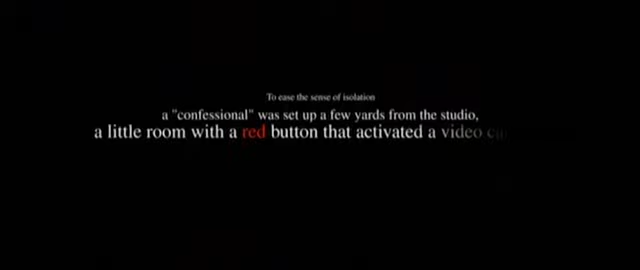 To ease the sense of isolation
a "confessional" was set up a few yards from the studio,
a little room with a red button that activated a video